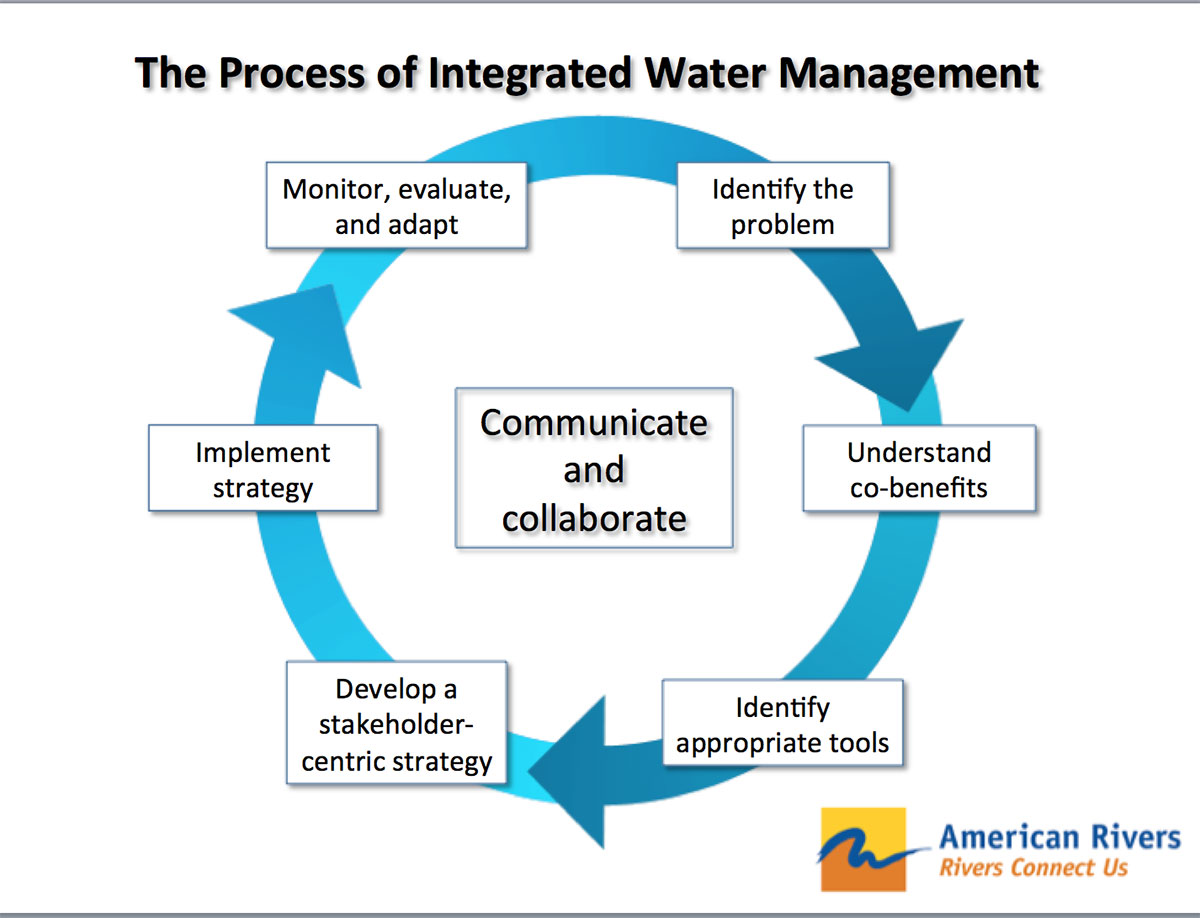 The Process of Integrated Water Management
Monitor, evaluate,
and adapt
Identify the
problem
Communicate
and
collaborate
Implement
strategy
Understand
co-benefits
Develop a
stakeholder-
centric strategy
Identify
appropriate tools
American Rivers
Rivers Connect Us